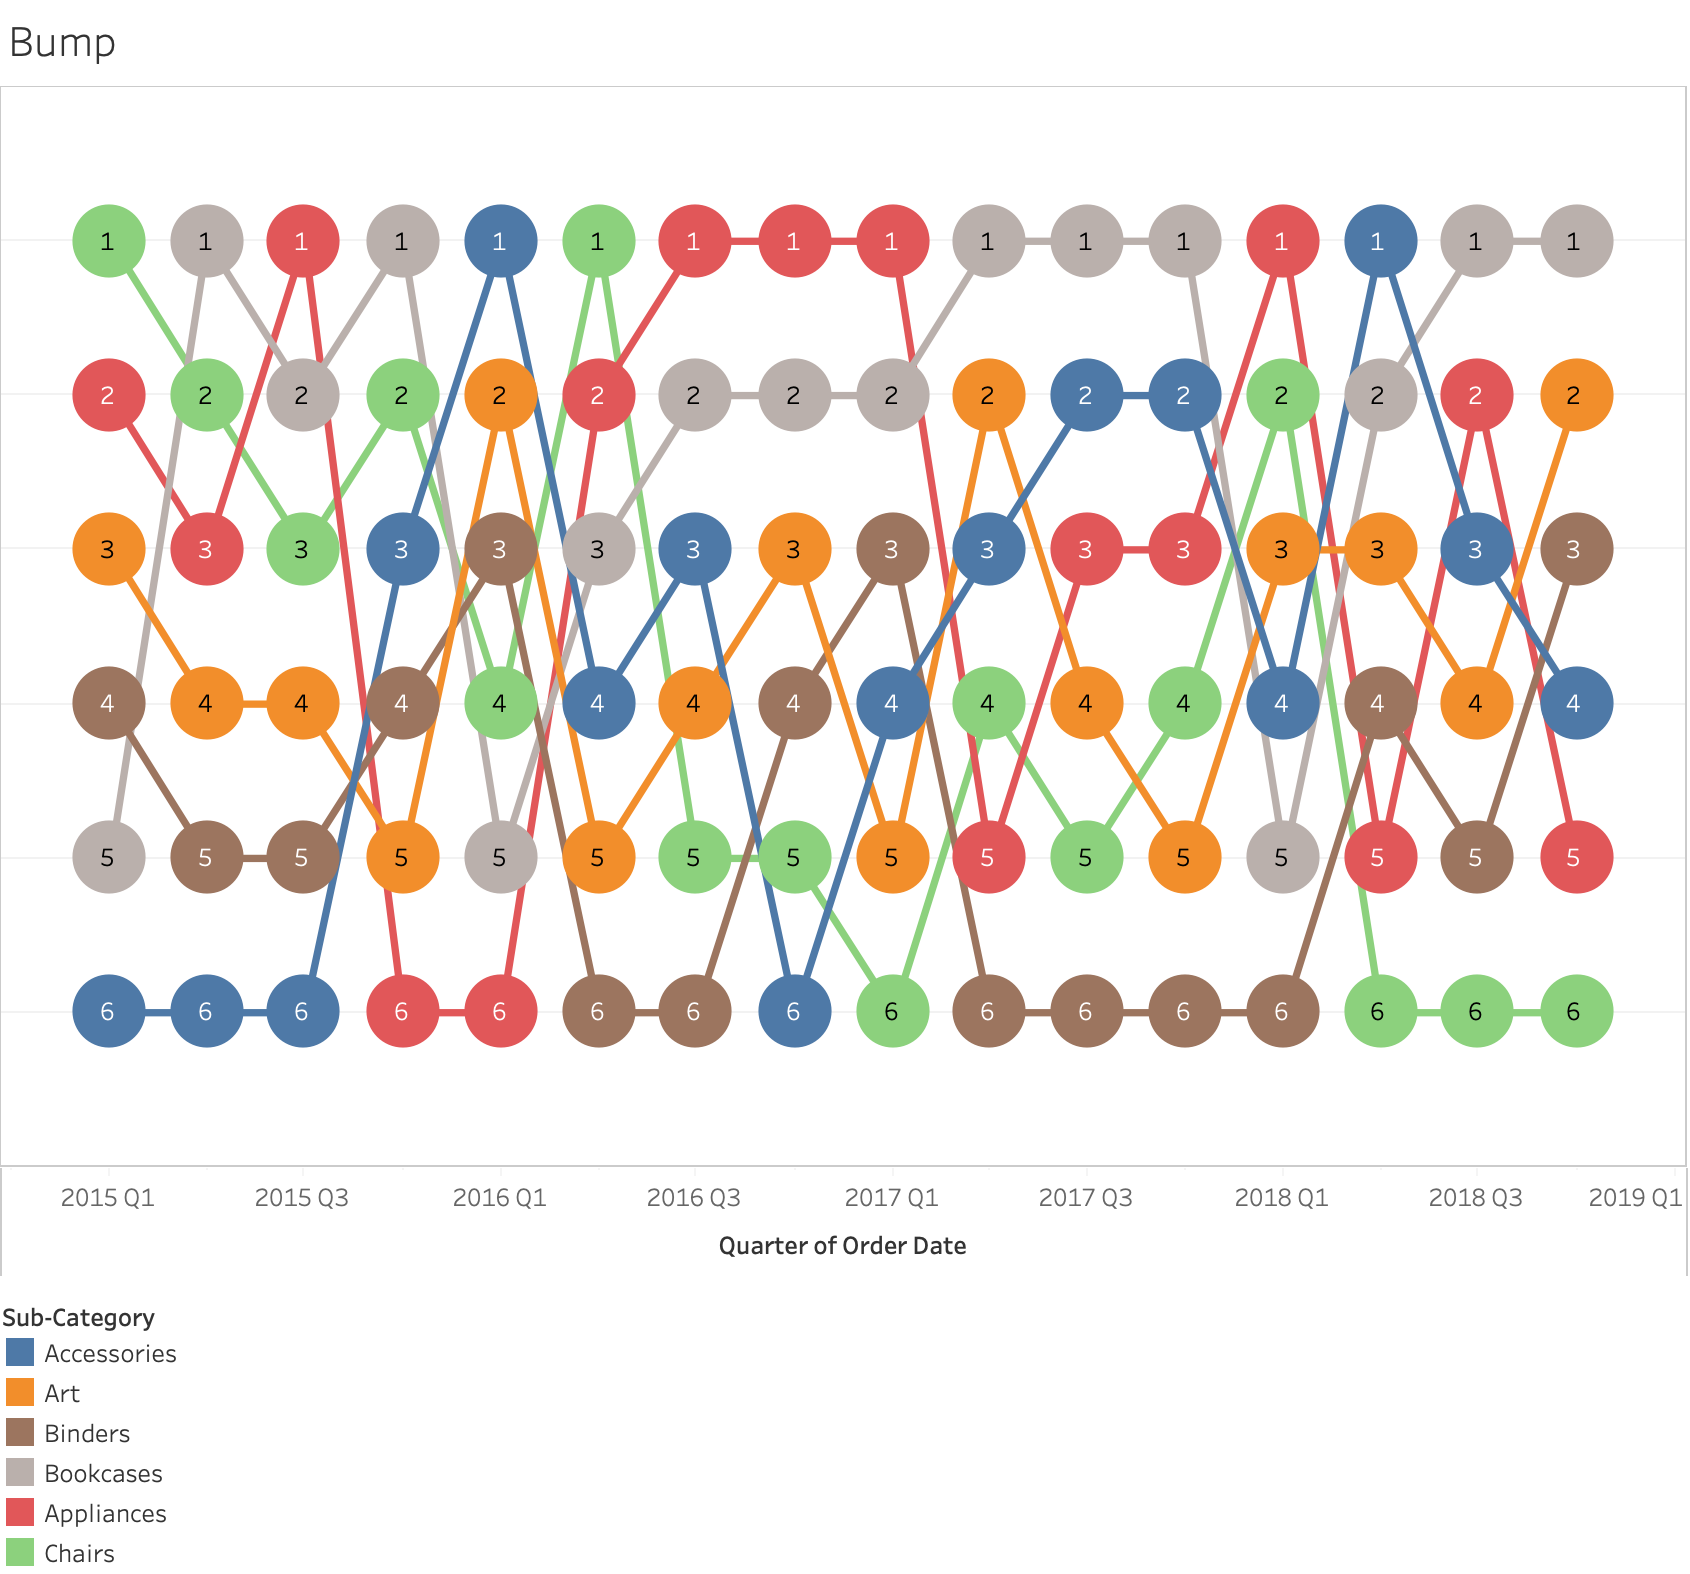 Bump
1 1 1 1 1 1 1 1 1 1 1 1 1 1 1 1
2 2 2 2 2 2 2 2 2 2 2 2 2 2 2 2
3 3 3 3 3 3 3 3 3 3 3 3 3 3 3 3
4 4 4 4 4 4 4 4 4 4 4 4 4 4 4 4
5 5 5 5 5 5 5 5 5 5 5 5 5 5 5 5
6 6 6 6 6 6 6 6 6 6 6 6 6 6 6 6
2015 Q1 2015 Q3 2016 Q1 2016 Q3 2017 Q1 2017 Q3 2018 Q1 2018 Q3 2019 Q1
Quarter of Order Date
Sub-Category
Accessories
Art
Binders
Bookcases
Appliances
Chairs